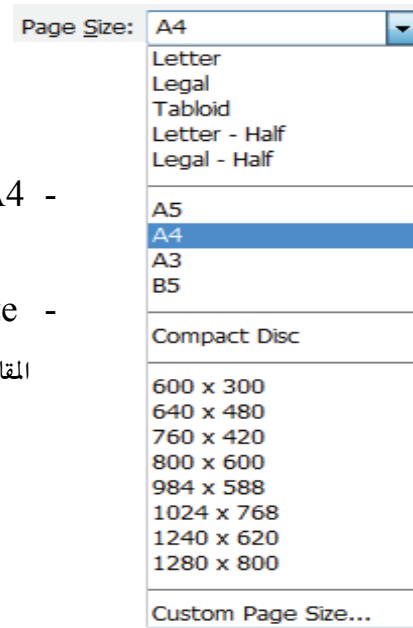 Page Size: A4
Letter
Legal
Tabloid
Letter - Half
Legal - Half
A5
A4
A3
B5
Compact Disc
600 x 300
640 x 480
760 x 420
800 x 600
984 x 588
1024 x 768
1240 x 620
1280 x 800
Custom Page Size...
A4 -
-